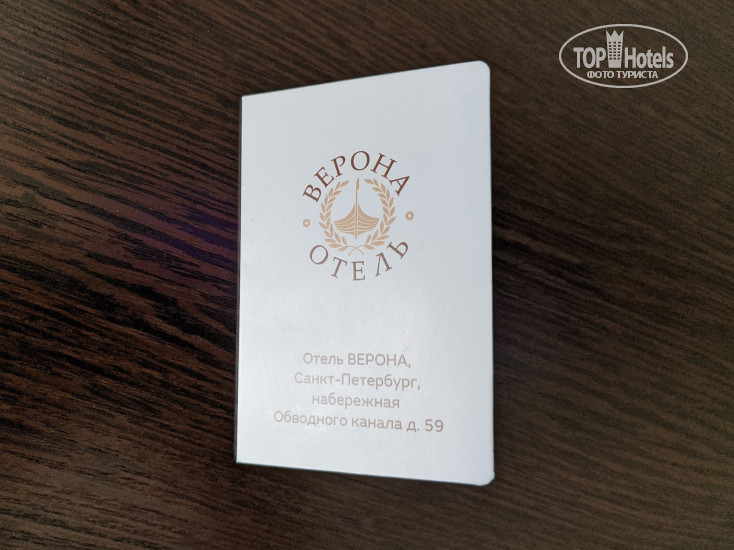 TOP Hotels
ФОТО ТУРИСТА
ВЕРОНА
ОТЕЛЬ
Отель ВЕРОНА,
Санкт-Петербург,
набережная
Обводного канала д. 59